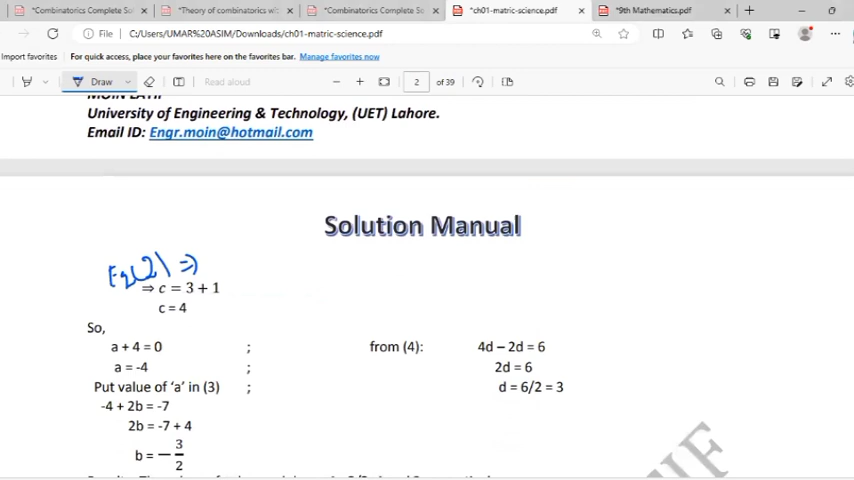 *Combinatorics Complete So
*Theory of combinatorics wi
Combinatorics Complete Sol
*ch01-matric-science.pdf
*9th Mathematics.pdf
File
C:/Users/UMAR%20ASIM/Downloads/ch01-matric-science.pdf
Import favorites
For quick access, place your favorites here on the favorites bar. Manage favorites now
Draw
Read aloud
2 of 39
University of Engineering & Technology, (UET) Lahore.
Email ID: Engr.moin@hotmail.com
Solution Manual
Eq(2) ⇒
⇒ c = 3 + 1
c = 4
So,
a + 4 = 0 ; from (4): 4d – 2d = 6
a = -4 ; 2d = 6
Put value of ‘a’ in (3) ; d = 6/2 = 3
-4 + 2b = -7
2b = -7 + 4
b = − 3/2